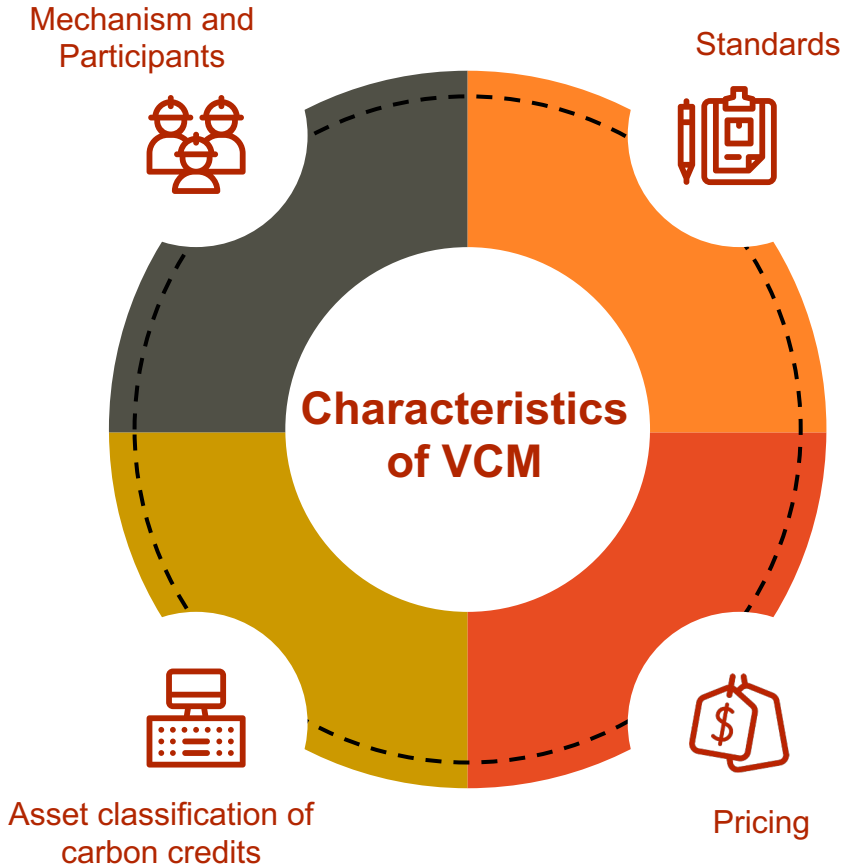 Mechanism and
Participants
Standards
Characteristics
of VCM
$
Asset classification of
carbon credits
Pricing